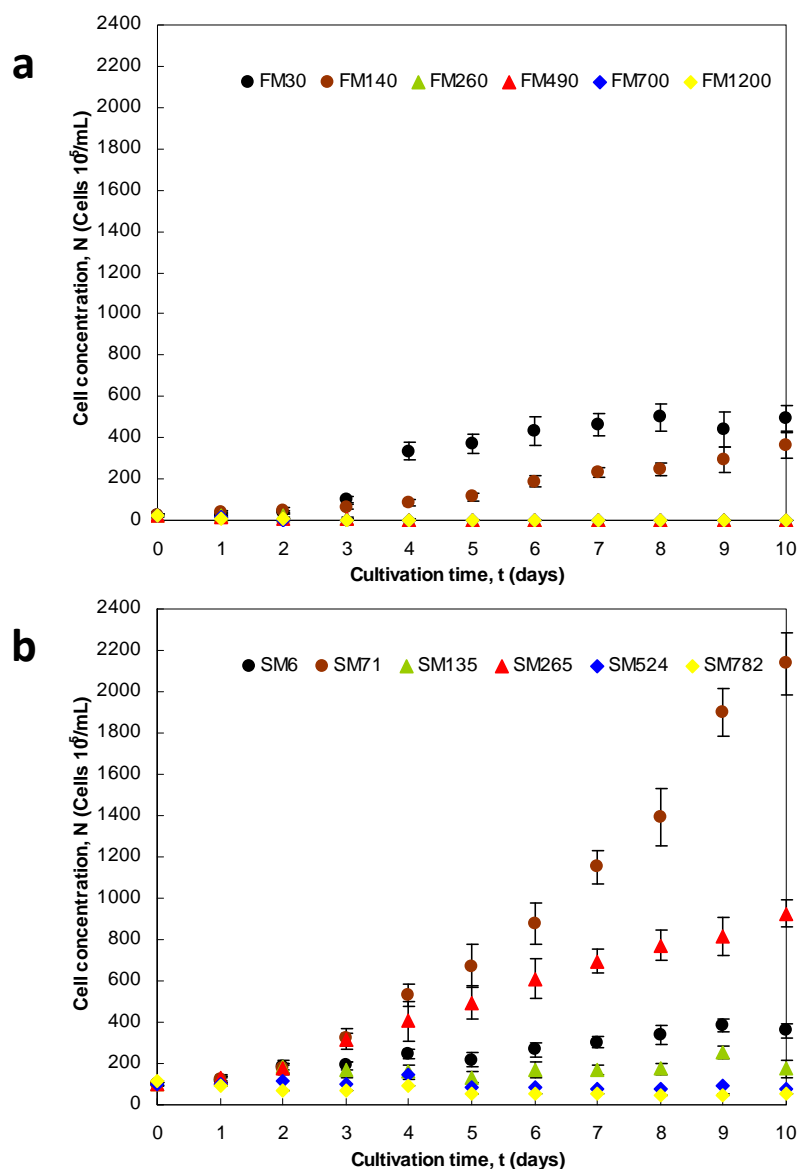 a
2400
2200
2000
1800
1600
1400
1200
1000
800
600
400
200
0
Cell concentration, N (Cells 10⁵/mL)
FM30 FM140 FM260 FM490 FM700 FM1200
0 1 2 3 4 5 6 7 8 9 10
Cultivation time, t (days)
b
2400
2200
2000
1800
1600
1400
1200
1000
800
600
400
200
0
Cell concentration, N (Cells 10⁵/mL)
SM6 SM71 SM135 SM265 SM524 SM782
0 1 2 3 4 5 6 7 8 9 10
Cultivation time, t (days)